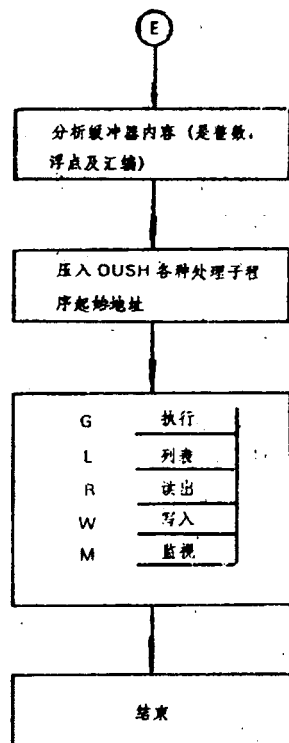 E
分析缓冲器内容（是整数，
浮点及汇编）
压入 OUSH 各种处理子程
序起始地址
G 执行
L 列表
R 读出
W 写入
M 监视
结束